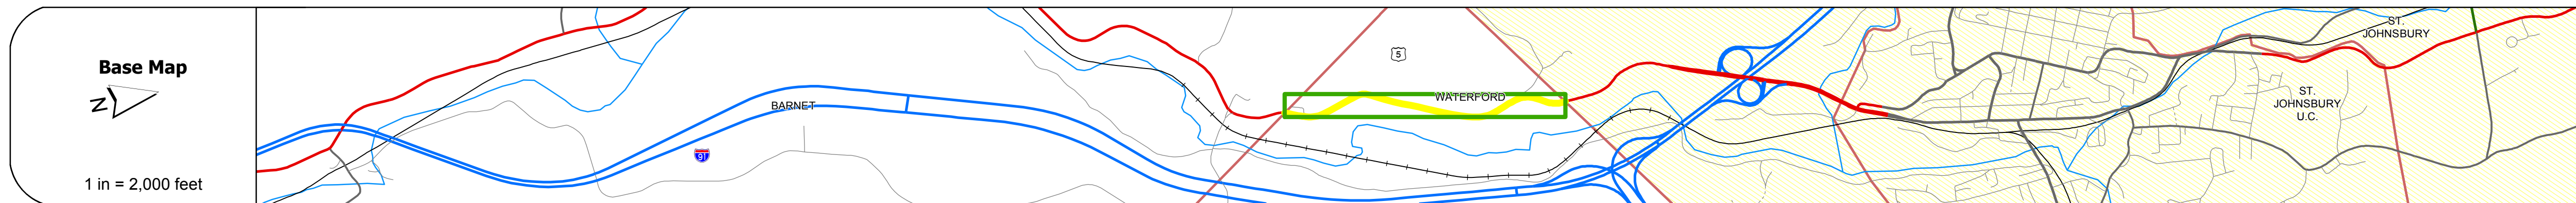 Base Map
N
1 in = 2,000 feet
BARNET
91
5
WATERFORD
ST.
JOHNSBURY
ST.
JOHNSBURY
U.C.